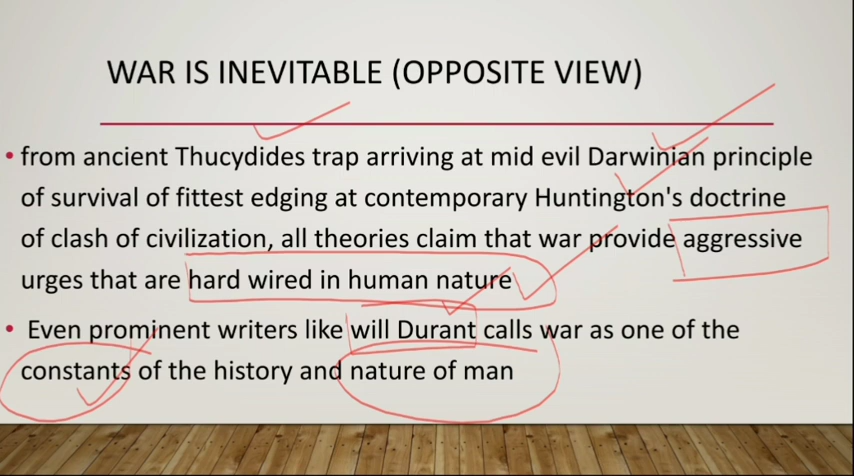 WAR IS INEVITABLE (OPPOSITE VIEW)
• from ancient Thucydides trap arriving at mid evil Darwinian principle
of survival of fittest edging at contemporary Huntington's doctrine
of clash of civilization, all theories claim that war provide aggressive
urges that are hard wired in human nature
• Even prominent writers like will Durant calls war as one of the
constants of the history and nature of man